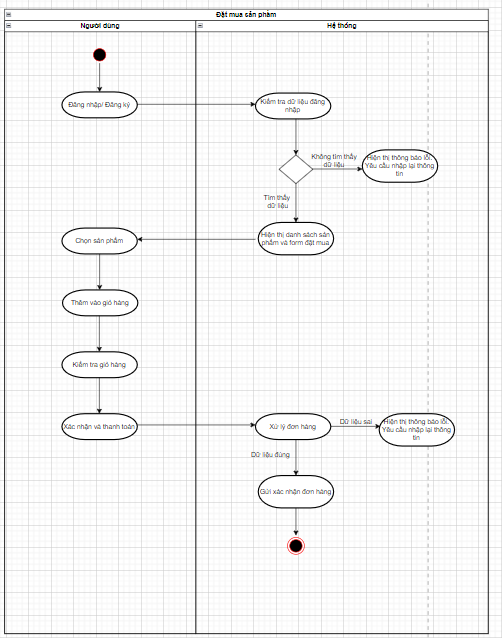 Đặt mua sản phẩm
Người dùng
Hệ thống
Đăng nhập/ Đăng ký
Kiểm tra dữ liệu đăng
nhập
Không tìm thấy
dữ liệu
Hiện thị thông báo lỗi.
Yêu cầu nhập lại thông
tin
Tìm thấy
dữ liệu
Hiện thị danh sách sản
phẩm và form đặt mua
Chọn sản phẩm
Thêm vào giỏ hàng
Kiểm tra giỏ hàng
Xác nhận và thanh toán
Xử lý đơn hàng
Dữ liệu sai
Hiện thị thông báo lỗi.
Yêu cầu nhập lại thông
tin
Dữ liệu đúng
Gửi xác nhận đơn hàng